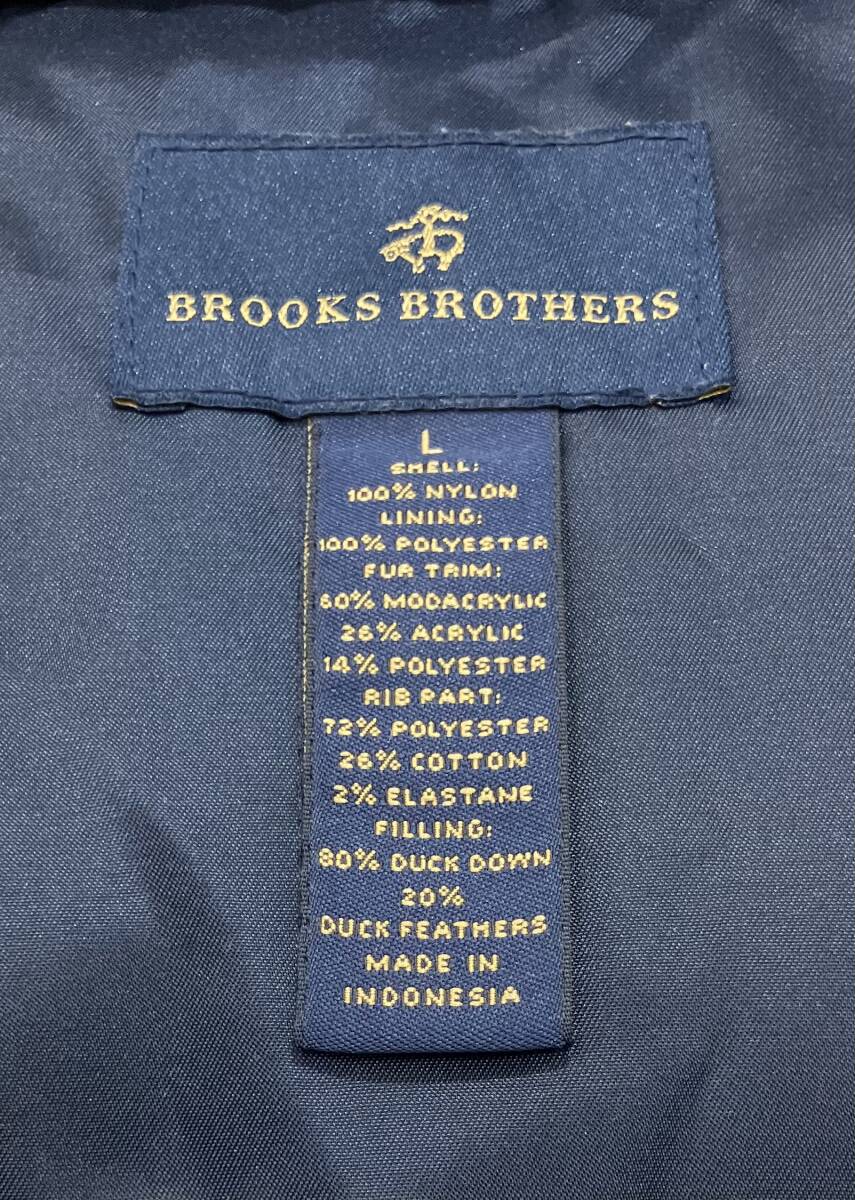 BROOKS BROTHERS
L
SHELL:
100% NYLON
LINING:
100% POLYESTER
FUR TRIM:
60% MODACRYLIC
26% ACRYLIC
14% POLYESTER
RIB PART:
72% POLYESTER
26% COTTON
2% ELASTANE
FILLING:
80% DUCK DOWN
20%
DUCK FEATHERS
MADE IN
INDONESIA